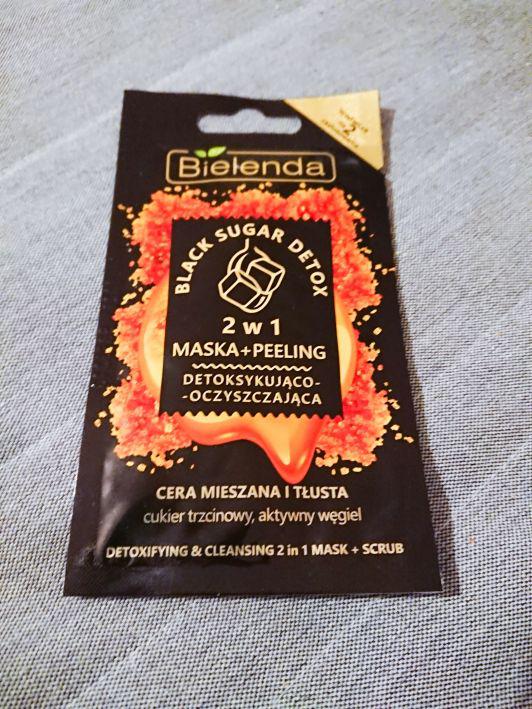 Bielenda
BLACK SUGAR DETOX
2 w 1
MASKA+PEELING
DETOKSYKUJĄCO-
-OCZYSZCZAJĄCA
CERA MIESZANA I TŁUSTA
cukier trzcinowy, aktywny węgiel
DETOXIFYING & CLEANSING 2 in 1 MASK + SCRUB
2